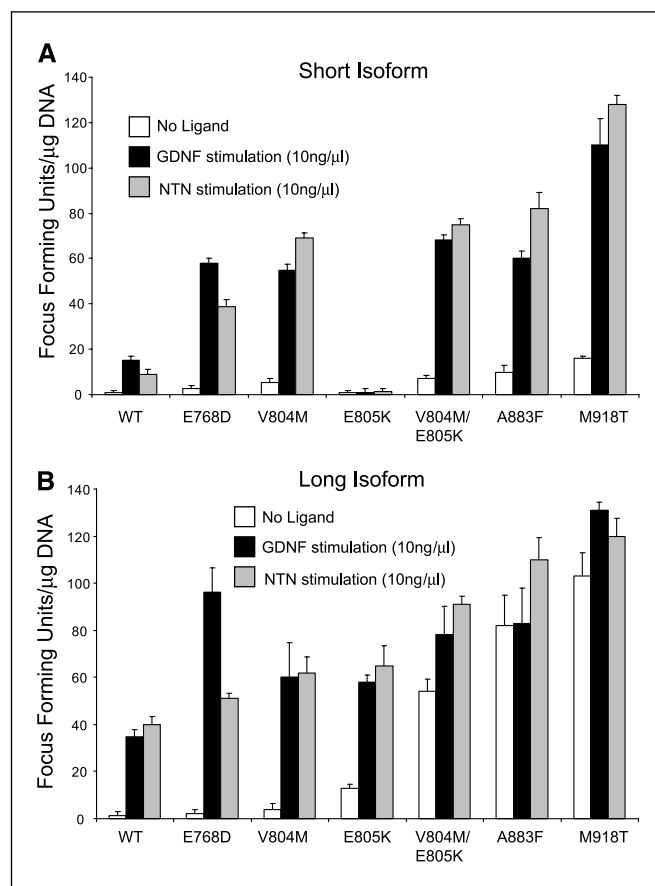 A
Short Isoform
Focus Forming Units/μg DNA
140
120
100
80
60
40
20
0
No Ligand
GDNF stimulation (10ng/μl)
NTN stimulation (10ng/μl)
WT
E768D
V804M
E805K
V804M/
E805K
A883F
M918T
B
Long Isoform
Focus Forming Units/μg DNA
140
120
100
80
60
40
20
0
No Ligand
GDNF stimulation (10ng/μl)
NTN stimulation (10ng/μl)
WT
E768D
V804M
E805K
V804M/
E805K
A883F
M918T